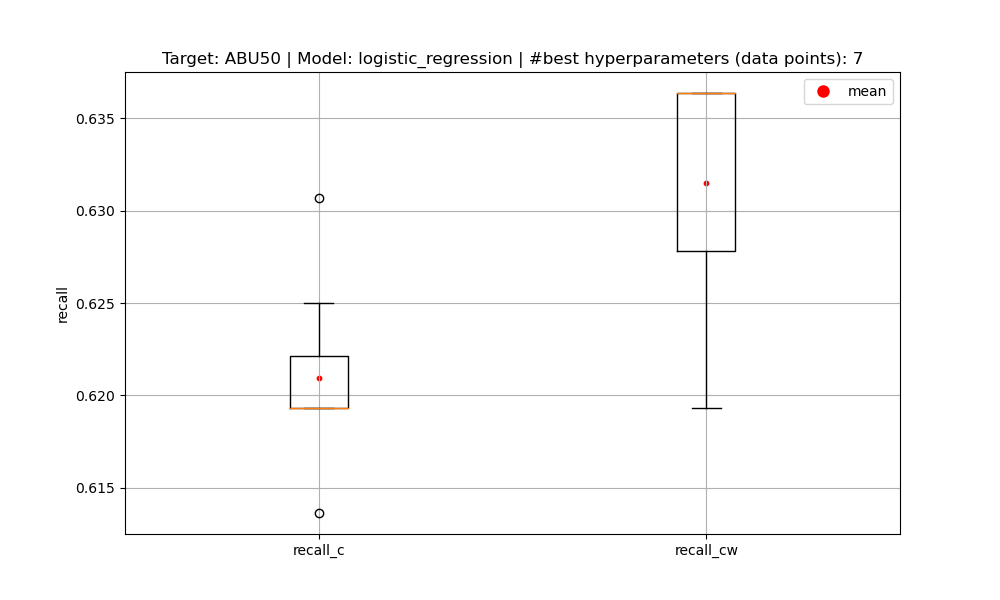 Target: ABU50 | Model: logistic_regression | #best hyperparameters (data points): 7
mean
0.635
0.630
0.625
0.620
0.615
recall
recall_c
recall_cw